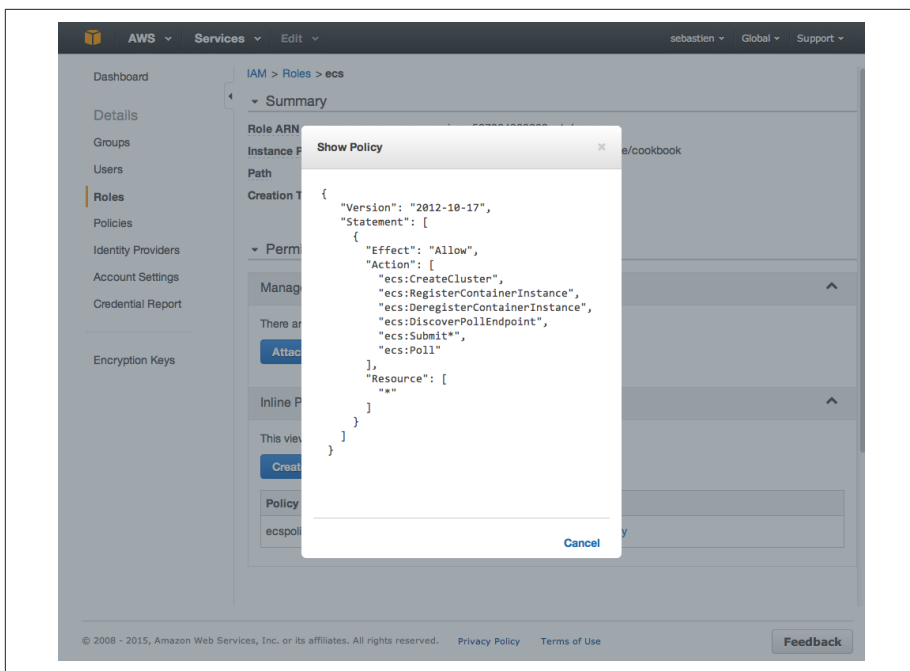 AWS Services Edit sebastien Global Support
Dashboard
Details
Groups
Users
Roles
Policies
Identity Providers
Account Settings
Credential Report
Encryption Keys
IAM > Roles > ecs
Summary
Role ARN
Instance P
e/cookbook
Path
Creation T
Permi
Manag
There ar
Attac
Inline P
This view
Creat
Policy
ecspoli
y
Show Policy ×
{
"Version": "2012-10-17",
"Statement": [
{
"Effect": "Allow",
"Action": [
"ecs:CreateCluster",
"ecs:RegisterContainerInstance",
"ecs:DeregisterContainerInstance",
"ecs:DiscoverPollEndpoint",
"ecs:Submit*",
"ecs:Poll"
],
"Resource": [
"*"
]
}
]
}
Cancel
© 2008 - 2015, Amazon Web Services, Inc. or its affiliates. All rights reserved. Privacy Policy Terms of Use Feedback